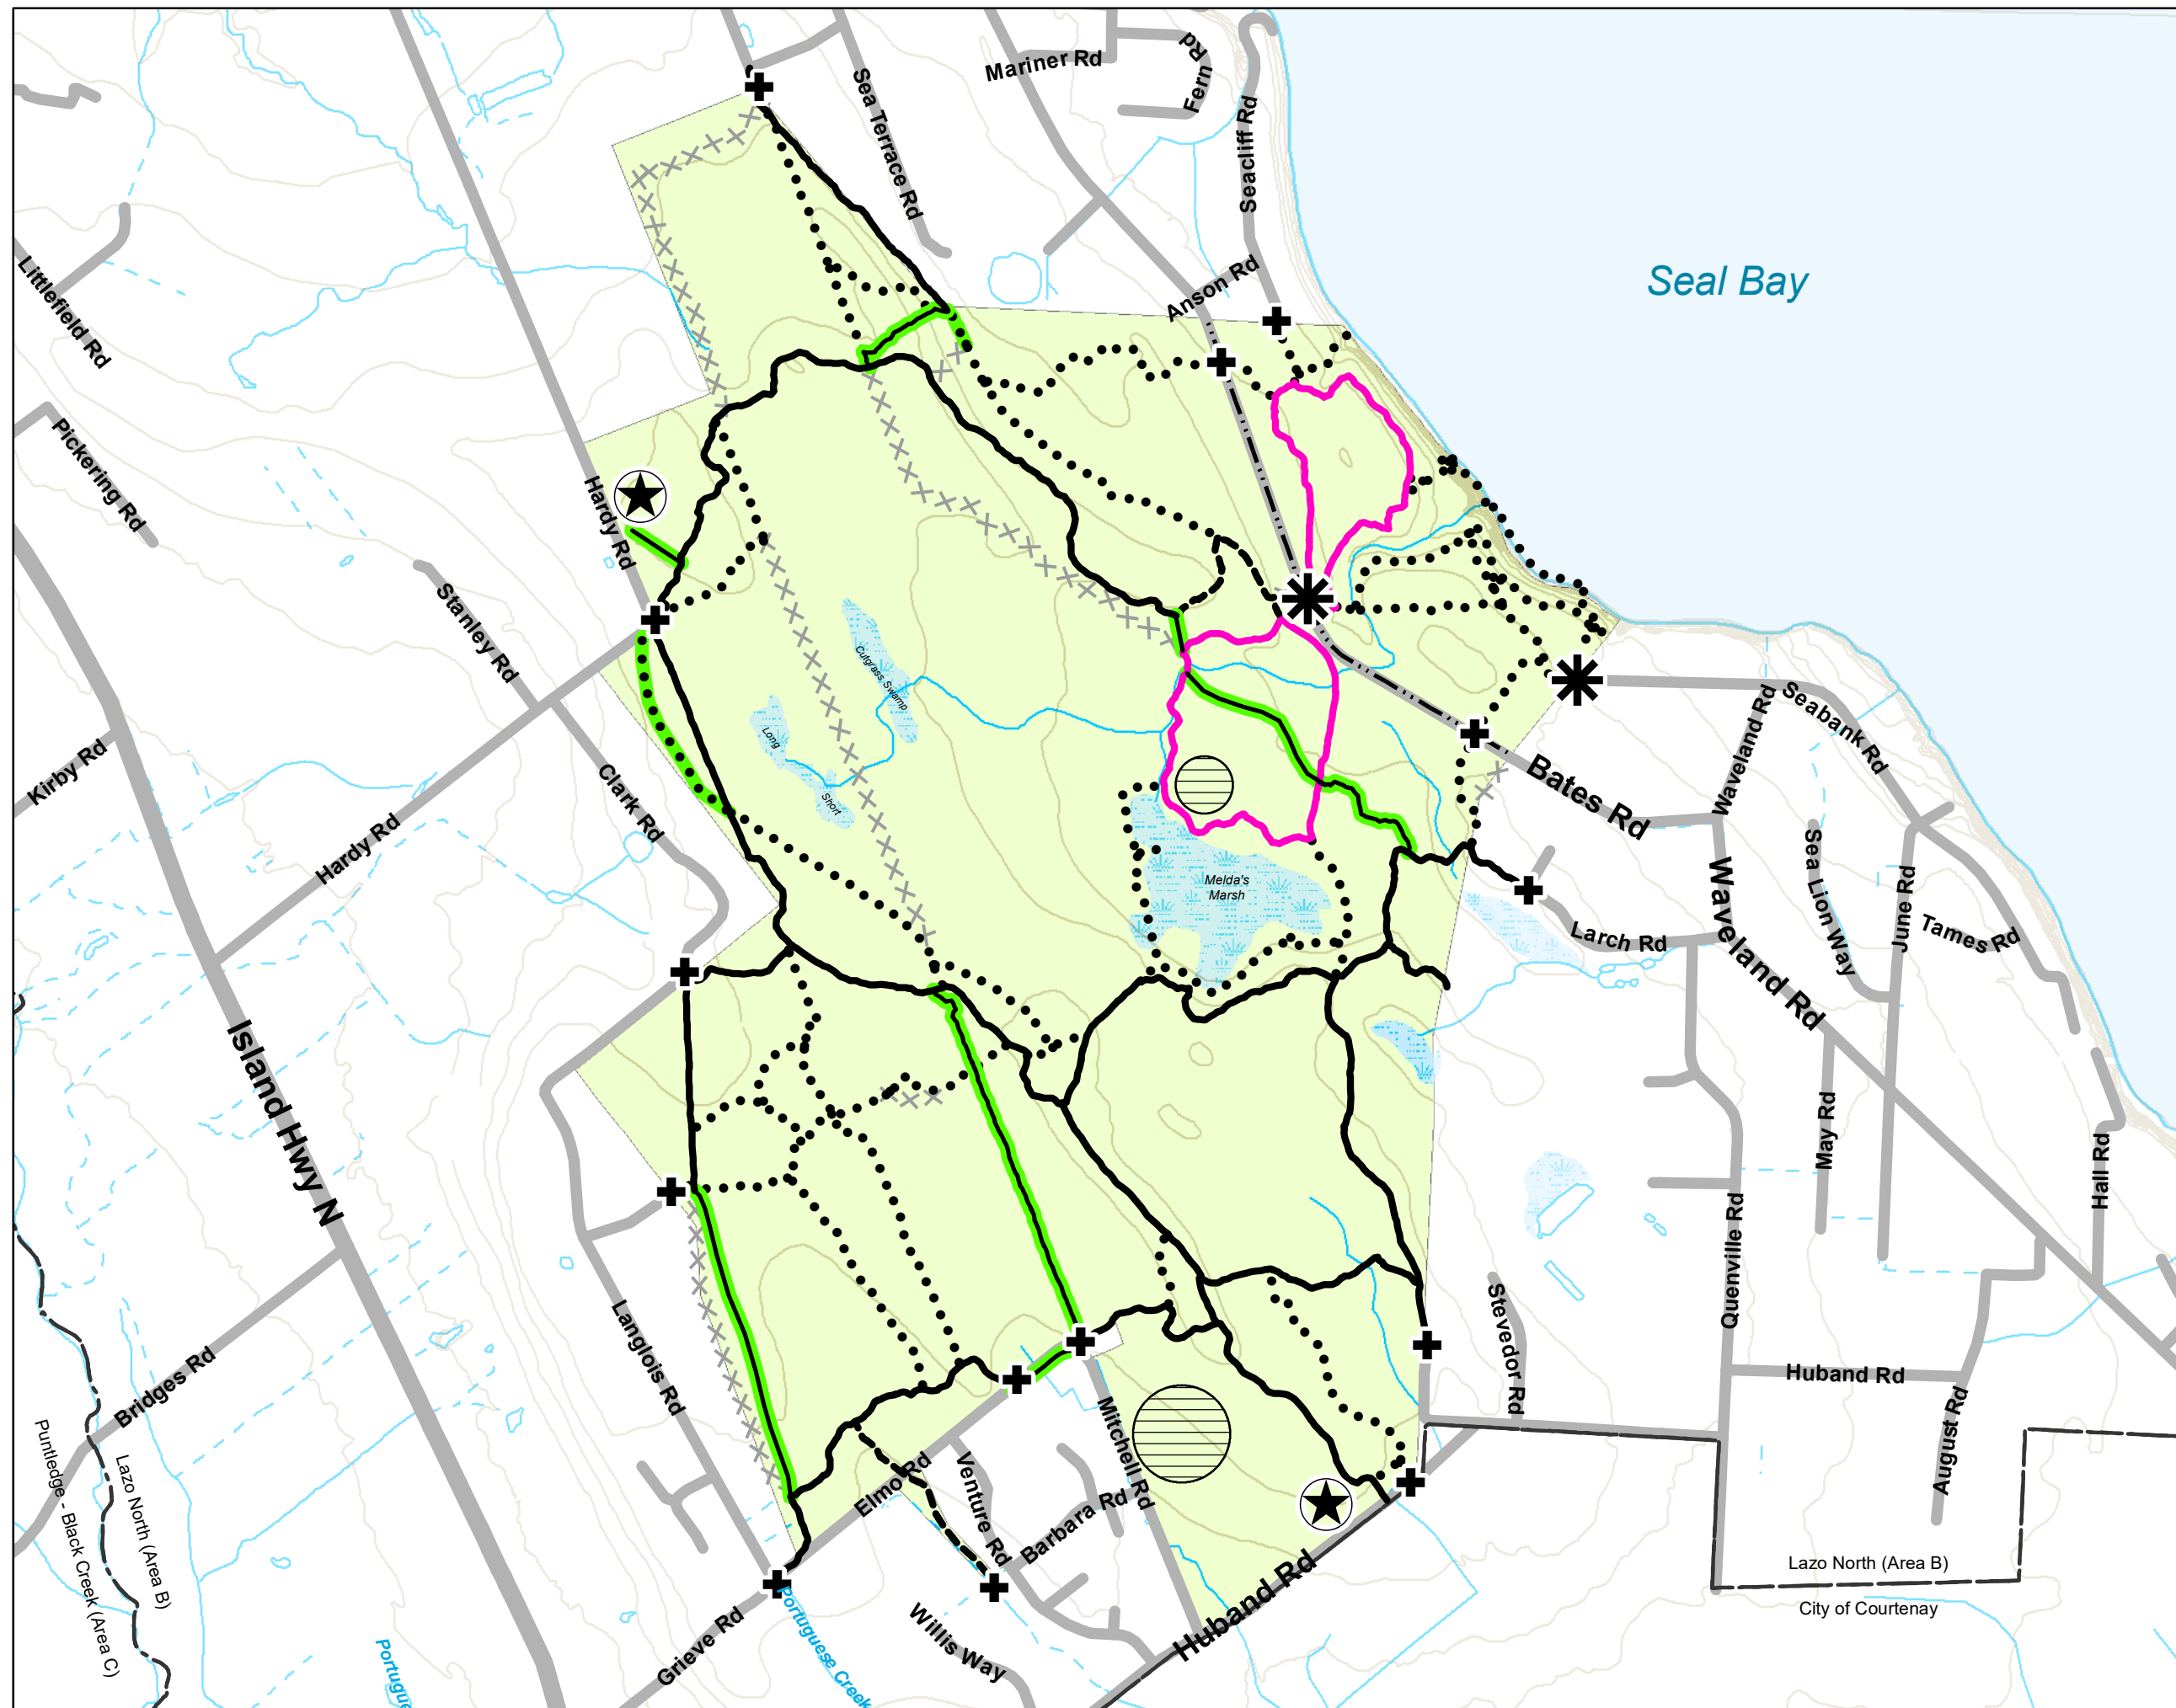 Mariner Rd
Fern Rd
Sea Terrace Rd
Seacliff Rd
Anson Rd
Seal Bay
Littlefield Rd
Pickering Rd
Hardy Rd
Stanley Rd
Cutgrass Swamp
Long
Short
Kirby Rd
Clark Rd
Hardy Rd
Bates Rd
Waveland Rd
Seabank Rd
Melda's
Marsh
Larch Rd
Waveland Rd
Sea Lion Way
June Rd
Tames Rd
Island Hwy N
May Rd
Hall Rd
Quenville Rd
Stevedor Rd
Huband Rd
August Rd
Langlois Rd
Bridges Rd
Puntledge - Black Creek (Area C)
Lazo North (Area B)
Elmo Rd
Venture Rd
Barbara Rd
Mitchell Rd
Huband Rd
Willis Way
Grieve Rd
Portuguese Creek
Portugue
Lazo North (Area B)
City of Courtenay